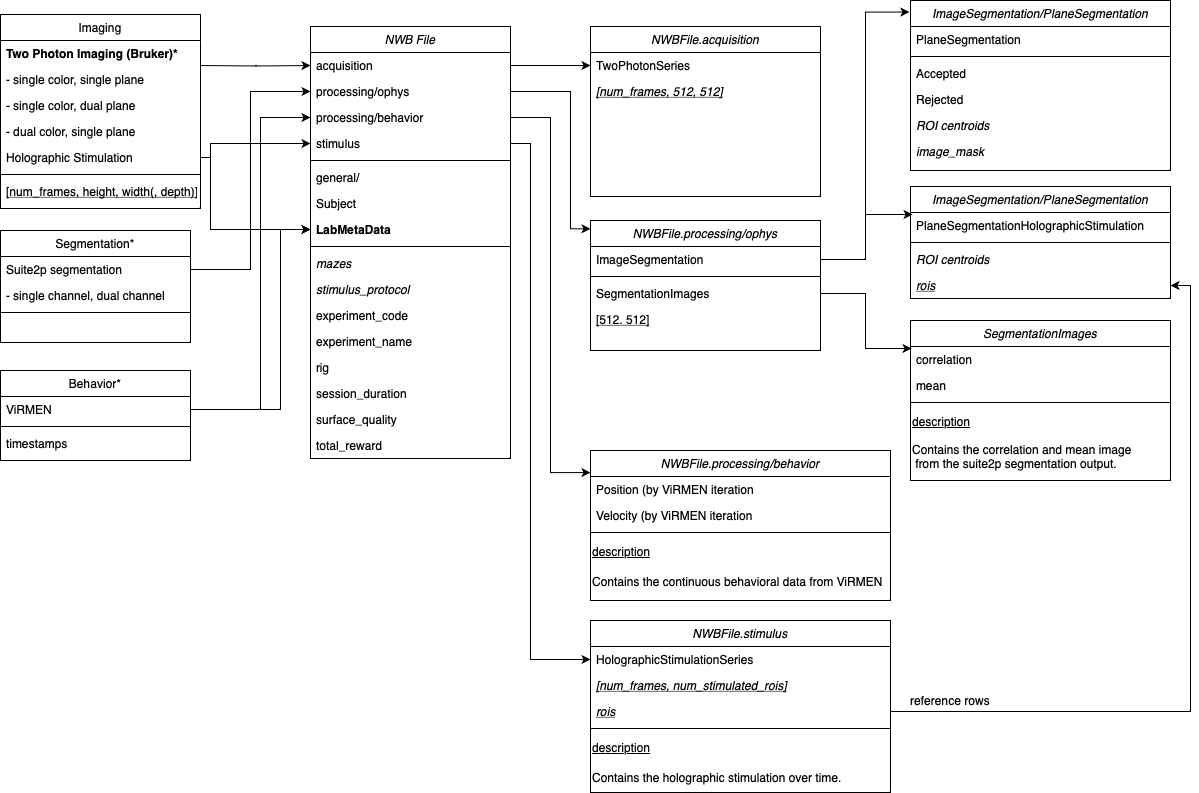 Imaging
Two Photon Imaging (Bruker)*
- single color, single plane
- single color, dual plane
- dual color, single plane
Holographic Stimulation
[num_frames, height, width(, depth)]
Segmentation*
Suite2p segmentation
- single channel, dual channel
Behavior*
ViRMEN
timestamps
NWB File
acquisition
processing/ophys
processing/behavior
stimulus
general/
Subject
LabMetaData
mazes
stimulus_protocol
experiment_code
experiment_name
rig
session_duration
surface_quality
total_reward
NWBFile.acquisition
TwoPhotonSeries
[num_frames, 512, 512]
NWBFile.processing/ophys
ImageSegmentation
SegmentationImages
[512. 512]
NWBFile.processing/behavior
Position (by ViRMEN iteration
Velocity (by ViRMEN iteration
description
Contains the continuous behavioral data from ViRMEN
NWBFile.stimulus
HolographicStimulationSeries
[num_frames, num_stimulated_rois]
rois
description
Contains the holographic stimulation over time.
ImageSegmentation/PlaneSegmentation
PlaneSegmentation
Accepted
Rejected
ROI centroids
image_mask
ImageSegmentation/PlaneSegmentation
PlaneSegmentationHolographicStimulation
ROI centroids
rois
SegmentationImages
correlation
mean
description
Contains the correlation and mean image
from the suite2p segmentation output.
reference rows